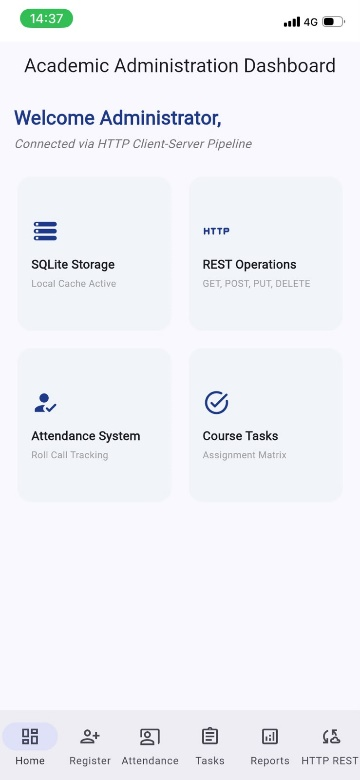 14:37
4G
Academic Administration Dashboard
Welcome Administrator,
Connected via HTTP Client-Server Pipeline
SQLite Storage
Local Cache Active
HTTP
REST Operations
GET, POST, PUT, DELETE
Attendance System
Roll Call Tracking
Course Tasks
Assignment Matrix
Home
Register
Attendance
Tasks
Reports
HTTP REST